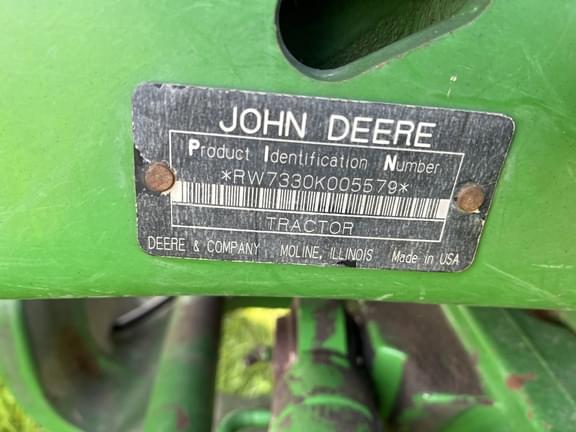 JOHN DEERE
Product Identification Number
*RW7330K005579*
TRACTOR
DEERE & COMPANY MOLINE, ILLINOIS Made in USA